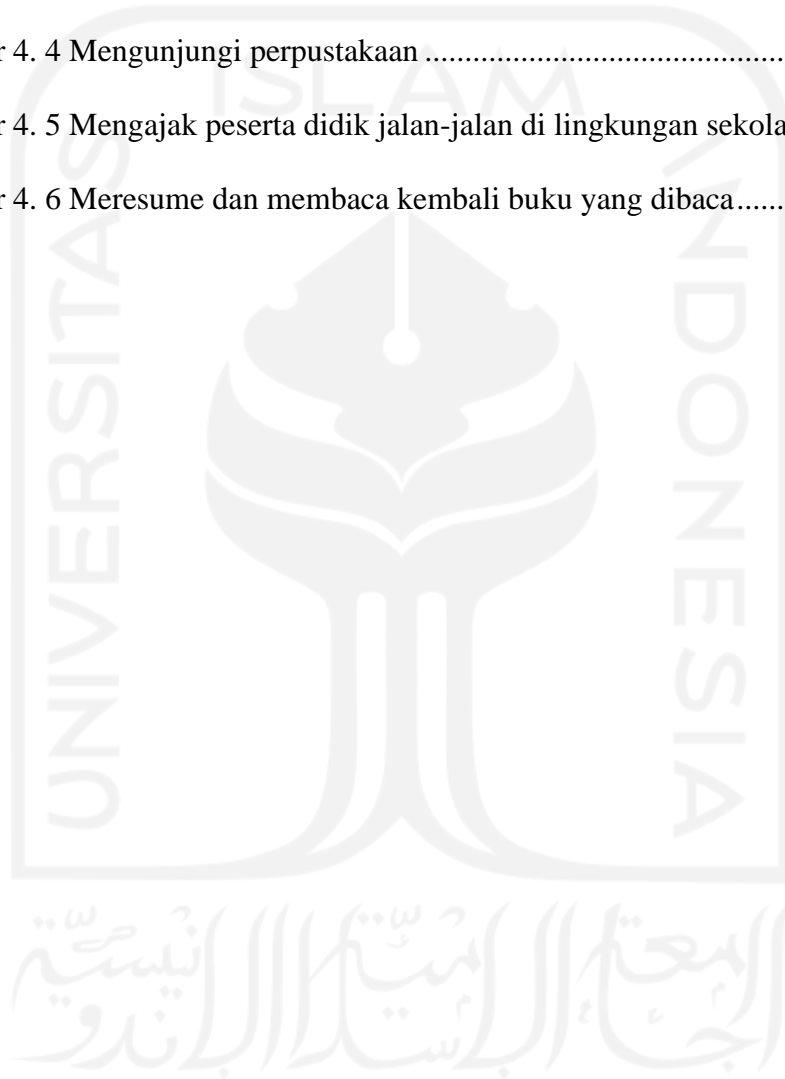 r 4. 4 Mengunjungi perpustakaan ..............................................
r 4. 5 Mengajak peserta didik jalan-jalan di lingkungan sekola
r 4. 6 Meresume dan membaca kembali buku yang dibaca......
ISLAM
UNIVERSITAS
INDONESIA